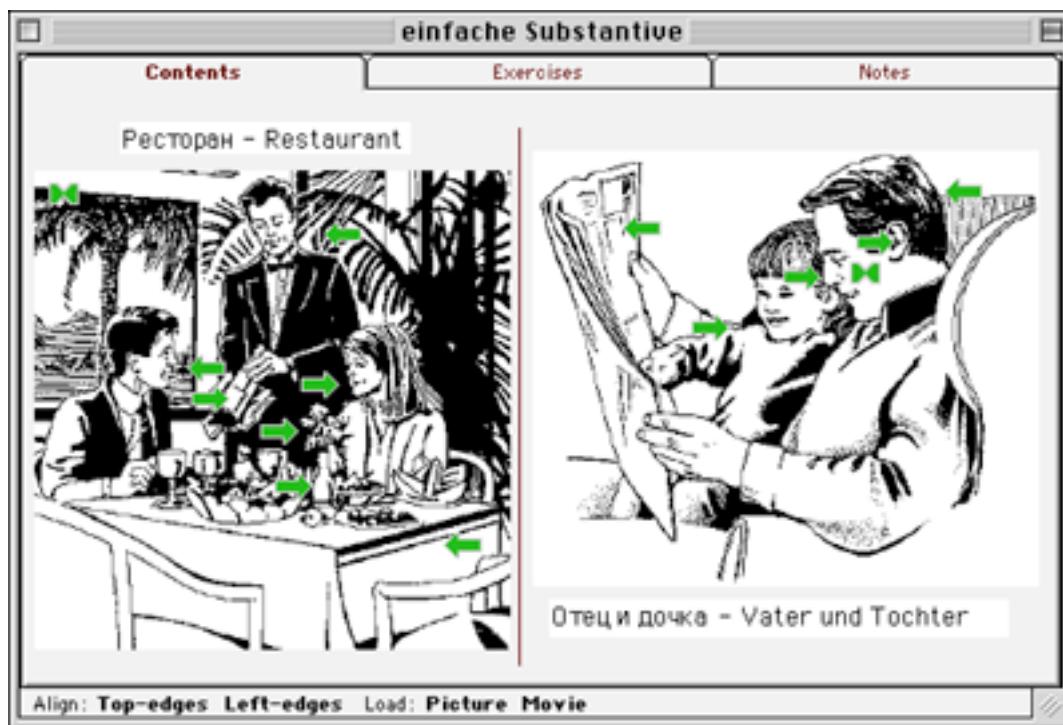 einfache Substantive
Contents Exercises Notes
Ресторан - Restaurant
Отец и дочка - Vater und Tochter
Align: Top-edges Left-edges Load: Picture Movie